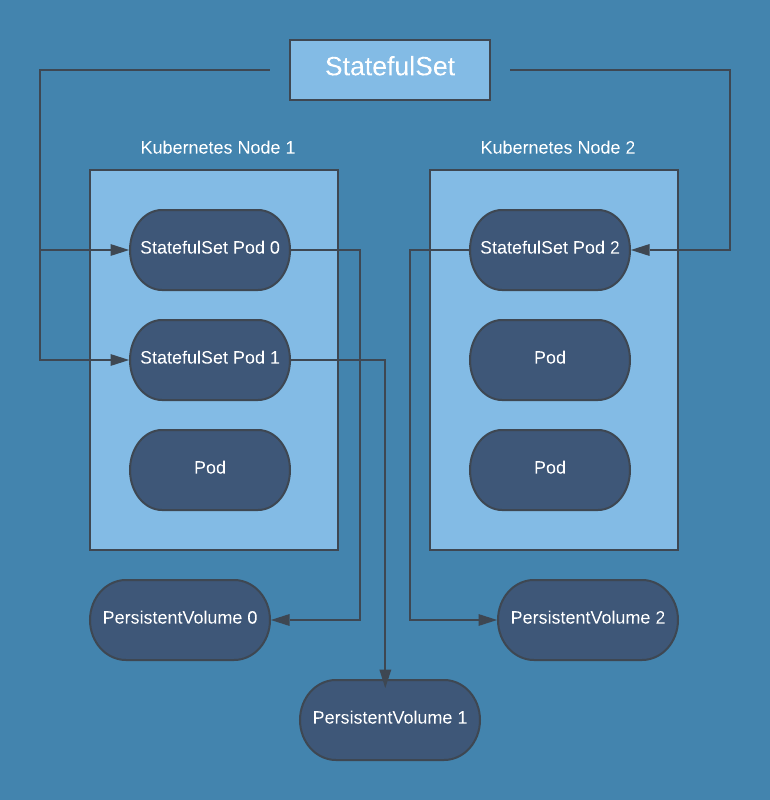 StatefulSet
Kubernetes Node 1
Kubernetes Node 2
StatefulSet Pod 0
StatefulSet Pod 2
StatefulSet Pod 1
Pod
Pod
Pod
PersistentVolume 0
PersistentVolume 2
PersistentVolume 1